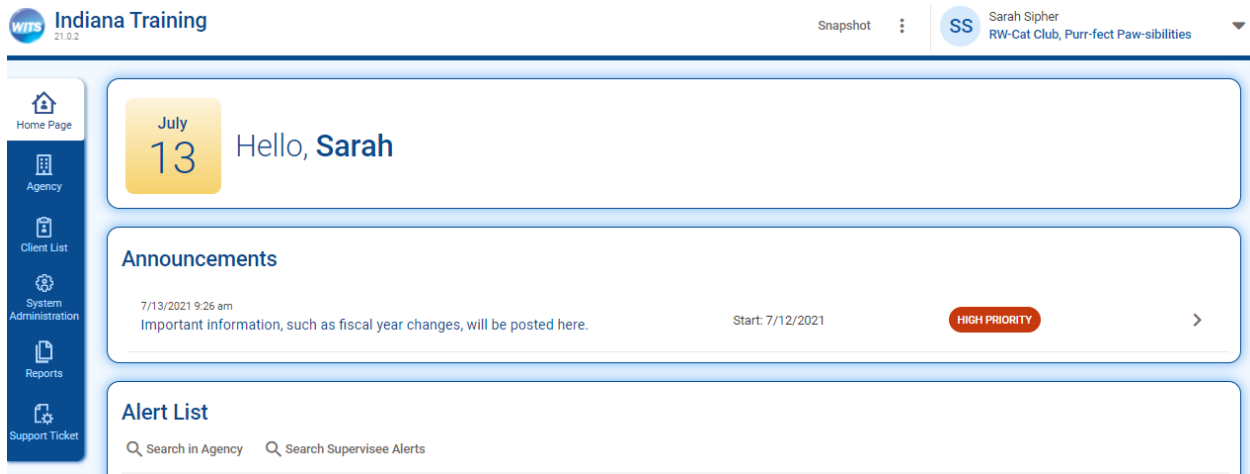 WITS
Indiana Training
21.0.2
Snapshot
SS
Sarah Sipher
RW-Cat Club, Purr-fect Paw-sibilities
Home Page
Agency
Client List
System
Administration
Reports
Support Ticket
July
13
Hello, Sarah
Announcements
7/13/2021 9:26 am
Important information, such as fiscal year changes, will be posted here.
Start: 7/12/2021
HIGH PRIORITY
Alert List
Search in Agency
Search Supervisee Alerts